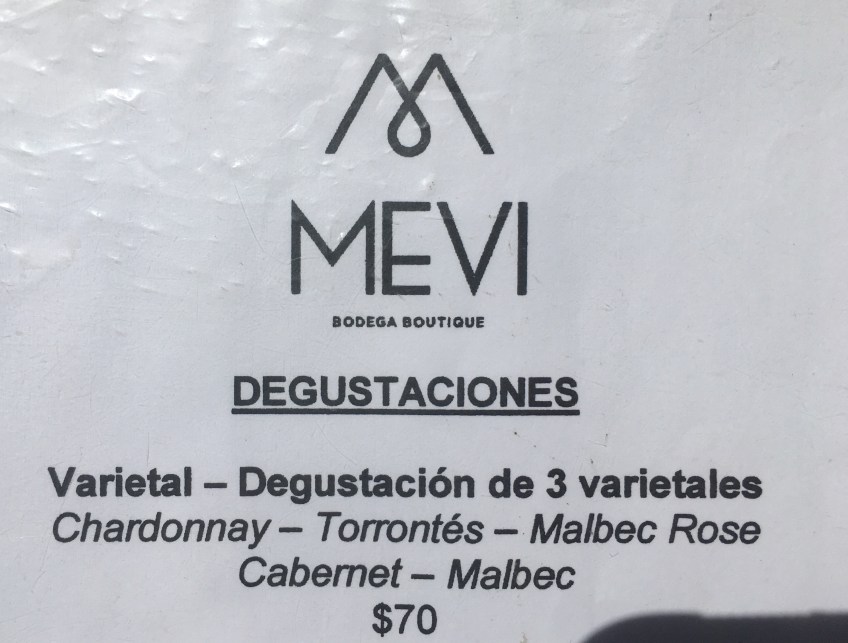 MEVI
BODEGA BOUTIQUE
DEGUSTACIONES
Varietal – Degustación de 3 varietales
Chardonnay – Torrontés – Malbec Rose
Cabernet – Malbec
$70